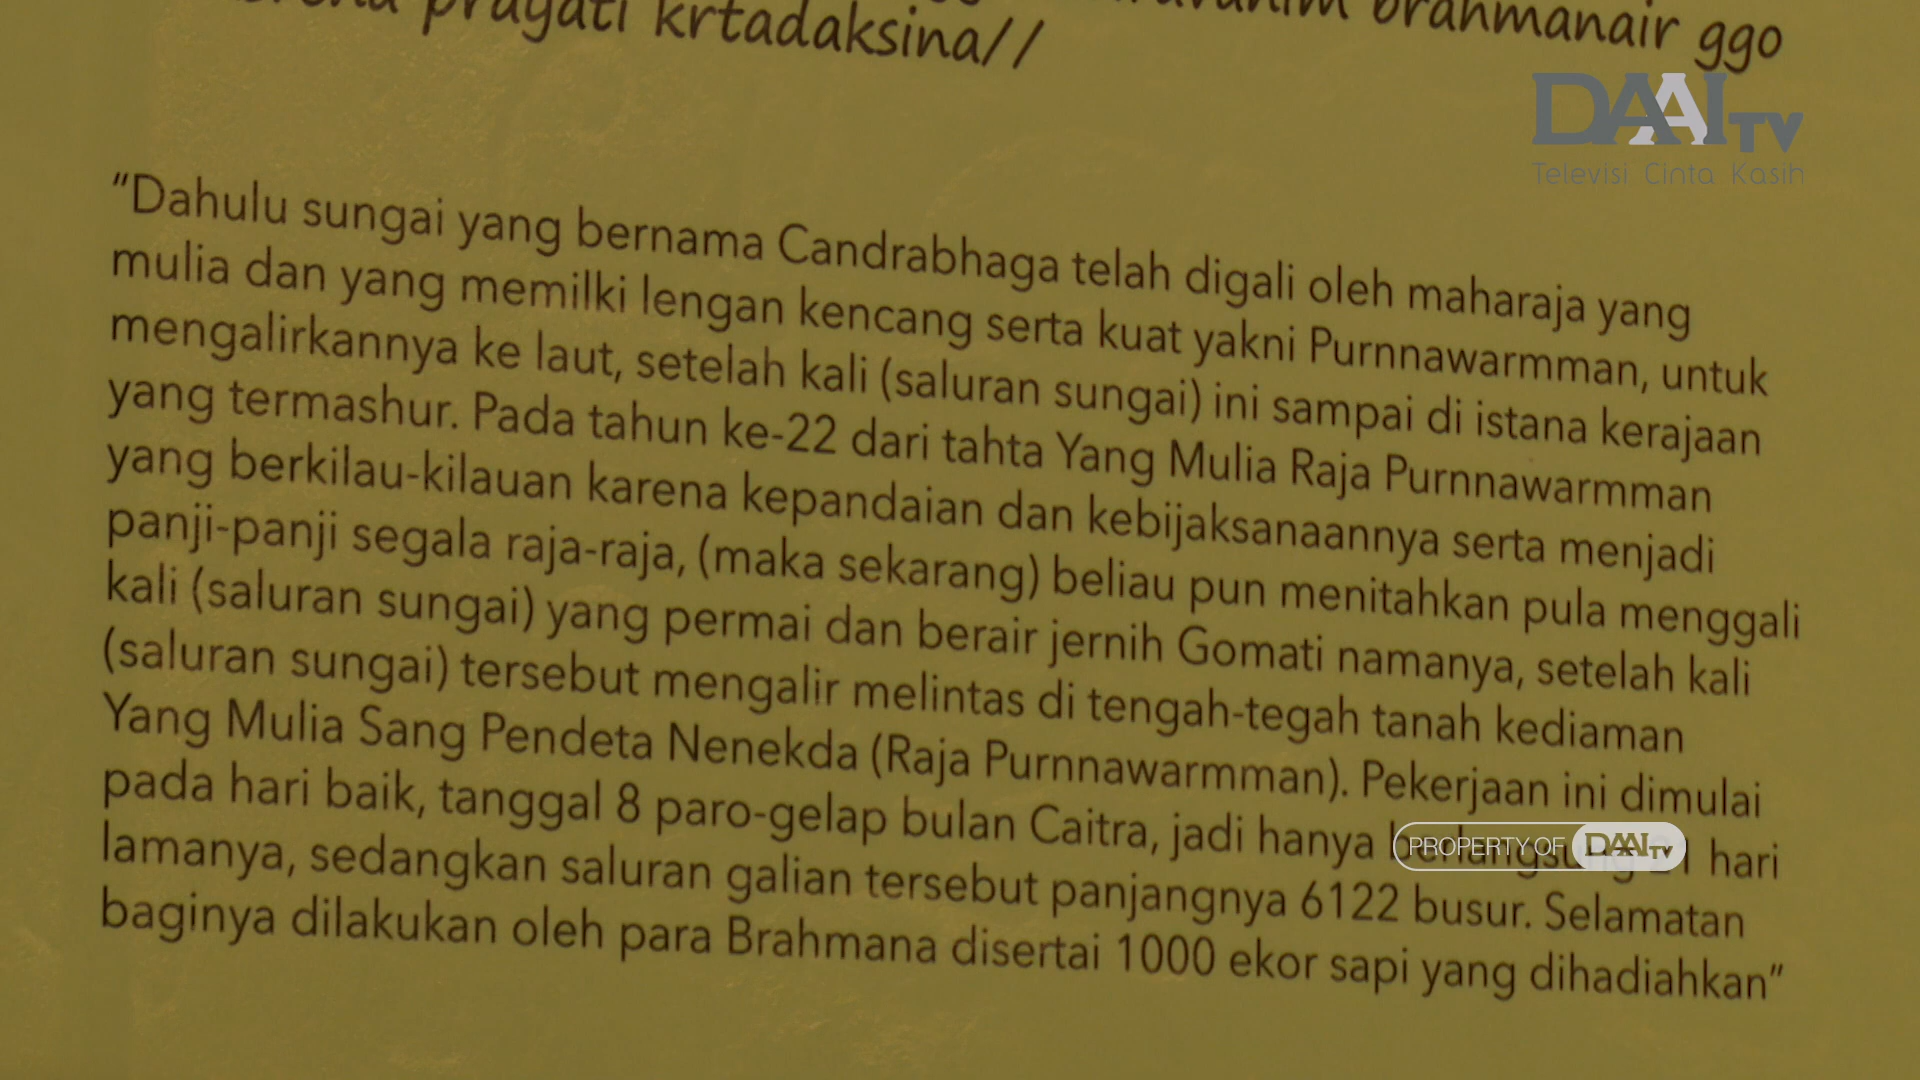 prayati krtadaksina// brahmanair ggo
DAAI TV
Televisi Cinta Kasih
“Dahulu sungai yang bernama Candrabhaga telah digali oleh maharaja yang
mulia dan yang memilki lengan kencang serta kuat yakni Purnnawarmman, untuk
mengalirkannya ke laut, setelah kali (saluran sungai) ini sampai di istana kerajaan
yang termashur. Pada tahun ke-22 dari tahta Yang Mulia Raja Purnnawarmman
yang berkilau-kilauan karena kepandaian dan kebijaksanaannya serta menjadi
panji-panji segala raja-raja, (maka sekarang) beliau pun menitahkan pula menggali
kali (saluran sungai) yang permai dan berair jernih Gomati namanya, setelah kali
(saluran sungai) tersebut mengalir melintas di tengah-tegah tanah kediaman
Yang Mulia Sang Pendeta Nenekda (Raja Purnnawarmman). Pekerjaan ini dimulai
pada hari baik, tanggal 8 paro-gelap bulan Caitra, jadi hanya berlangsung hari
lamanya, sedangkan saluran galian tersebut panjangnya 6122 busur. Selamatan
baginya dilakukan oleh para Brahmana disertai 1000 ekor sapi yang dihadiahkan”
PROPERTY OF DAAI TV